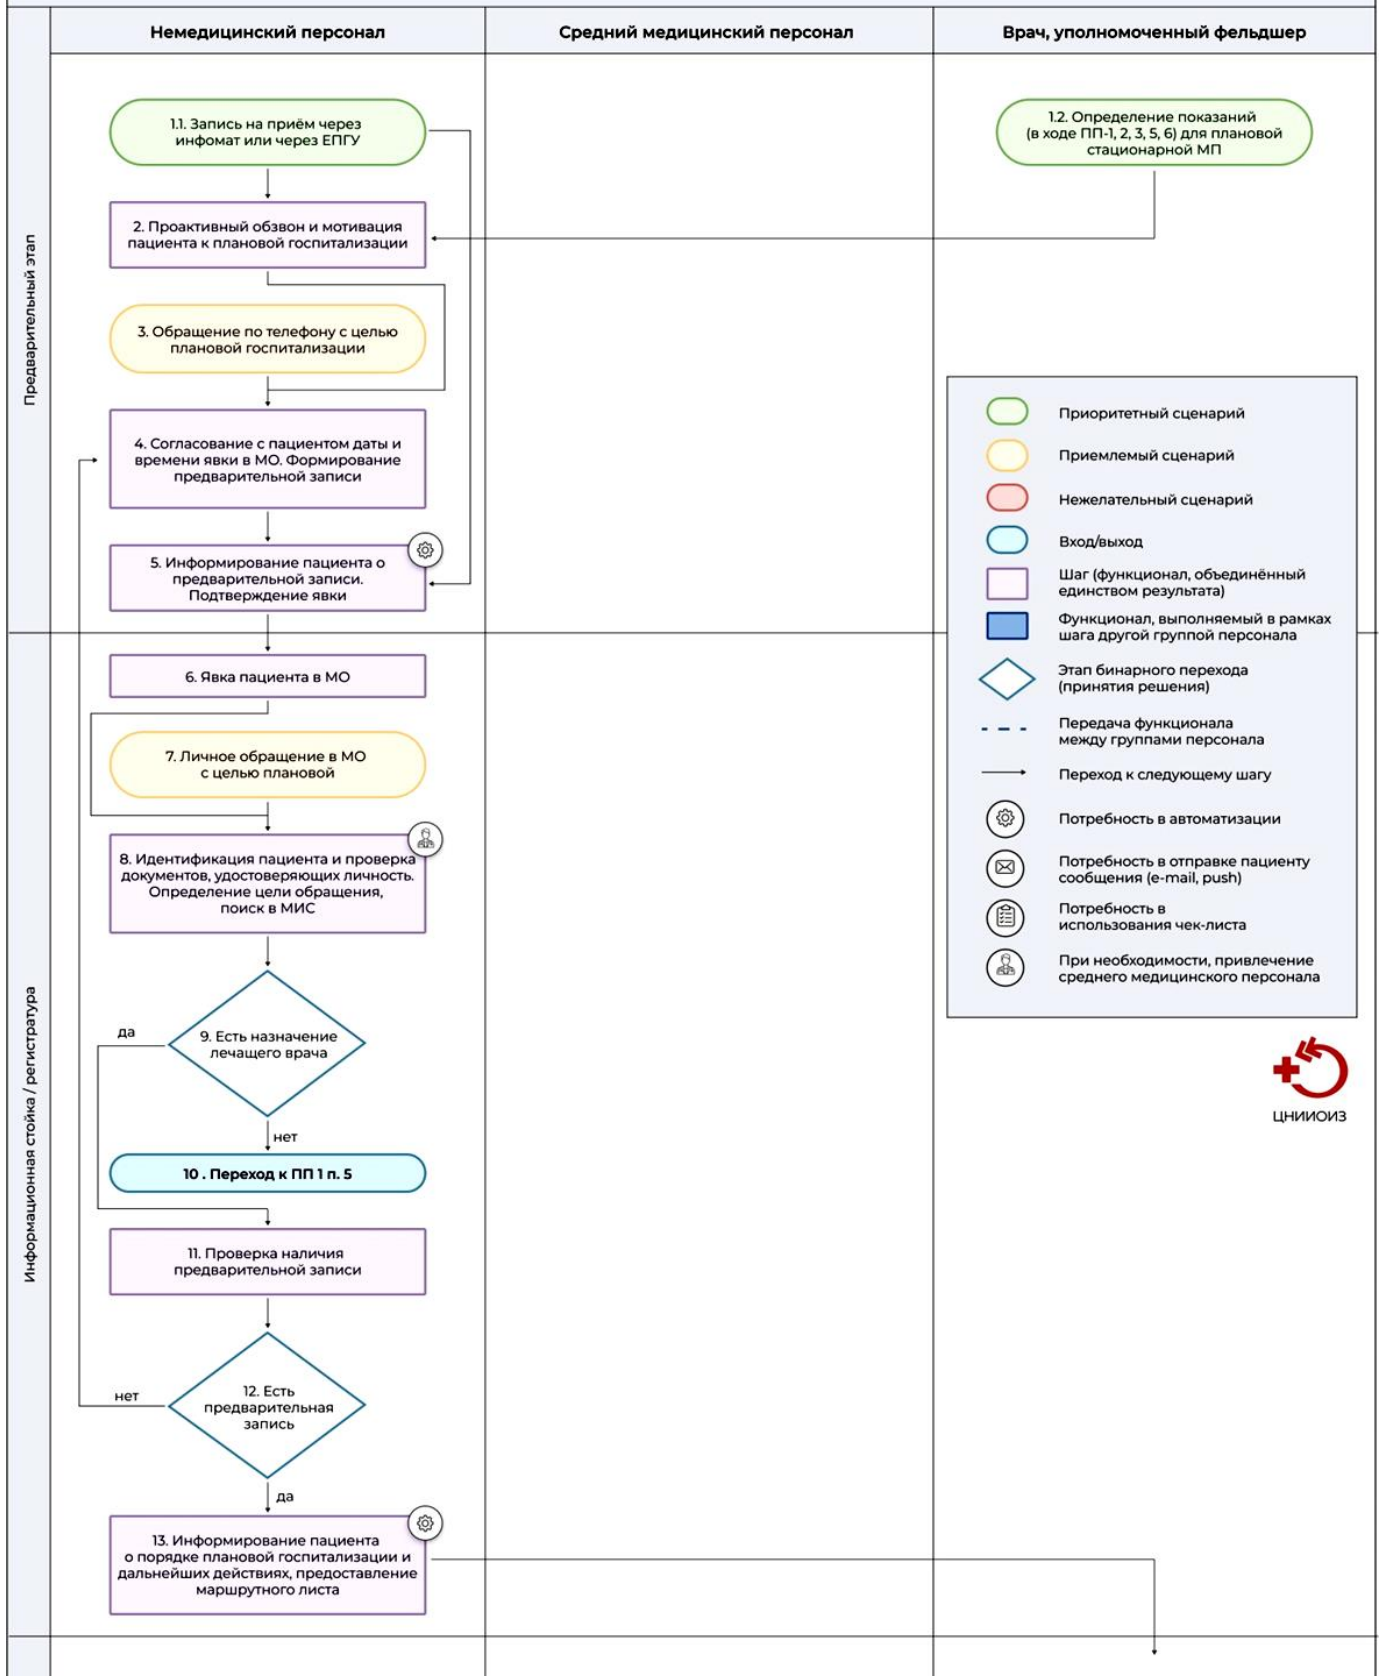 Немедицинский персонал
Средний медицинский персонал
Врач, уполномоченный фельдшер
Предварительный этап
1.1. Запись на приём через
инфомат или через ЕПГУ
1.2. Определение показаний
(в ходе ПП-1, 2, 3, 5, 6) для плановой
стационарной МП
2. Проактивный обзвон и мотивация
пациента к плановой госпитализации
3. Обращение по телефону с целью
плановой госпитализации
4. Согласование с пациентом даты и
времени явки в МО. Формирование
предварительной записи
5. Информирование пациента о
предварительной записи.
Подтверждение явки
Информационная стойка / регистратура
6. Явка пациента в МО
7. Личное обращение в МО
с целью плановой
8. Идентификация пациента и проверка
документов, удостоверяющих личность.
Определение цели обращения,
поиск в МИС
9. Есть назначение
лечащего врача
да
нет
10 . Переход к ПП 1 п. 5
11. Проверка наличия
предварительной записи
12. Есть
предварительная
запись
нет
да
13. Информирование пациента
о порядке плановой госпитализации и
дальнейших действиях, предоставление
маршрутного листа
Приоритетный сценарий
Приемлемый сценарий
Нежелательный сценарий
Вход/выход
Шаг (функционал, объединённый
единством результата)
Функционал, выполняемый в рамках
шага другой группой персонала
Этап бинарного перехода
(принятия решения)
Передача функционала
между группами персонала
Переход к следующему шагу
Потребность в автоматизации
Потребность в отправке пациенту
сообщения (e-mail, push)
Потребность в
использования чек-листа
При необходимости, привлечение
среднего медицинского персонала
ЦНИИОИЗ